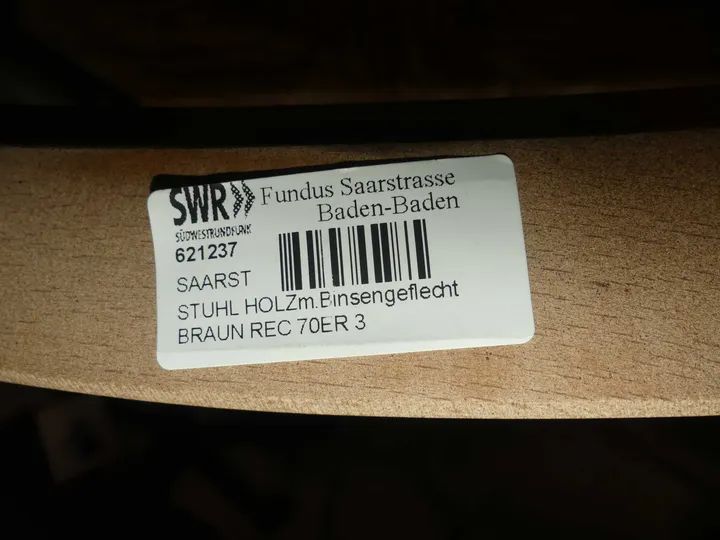 SWR Fundus Saarstrasse
Baden-Baden
SÜDWESTRUNDFUNK
621237
SAARST
STUHL HOLZm.Binsengeflecht
BRAUN REC 70ER 3